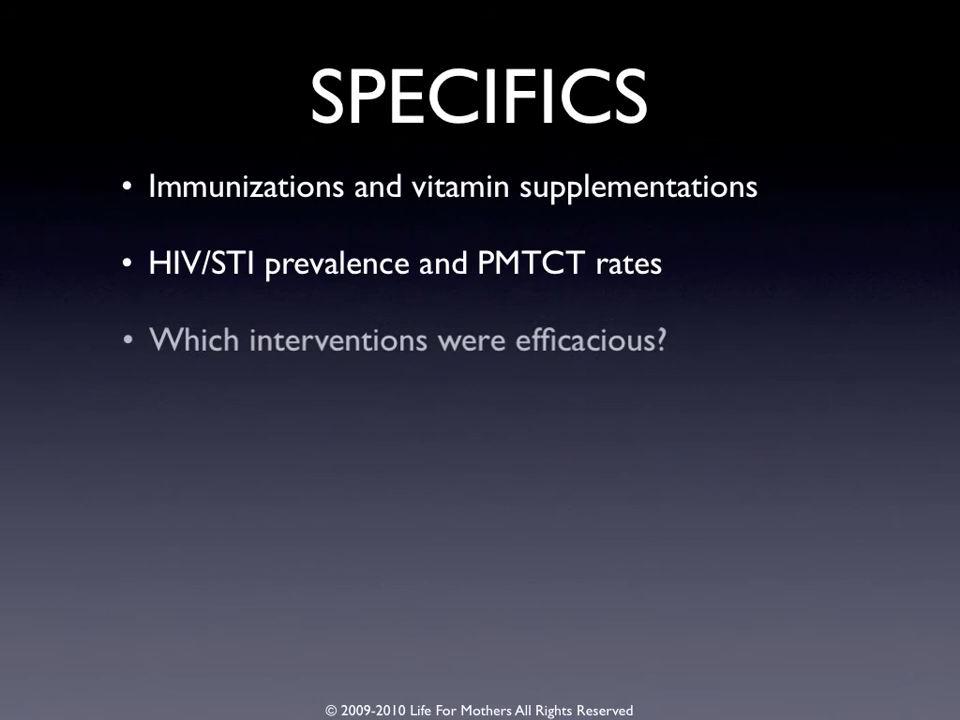 SPECIFICS
• Immunizations and vitamin supplementations
• HIV/STI prevalence and PMTCT rates
• Which interventions were efficacious?
© 2009-2010 Life For Mothers All Rights Reserved